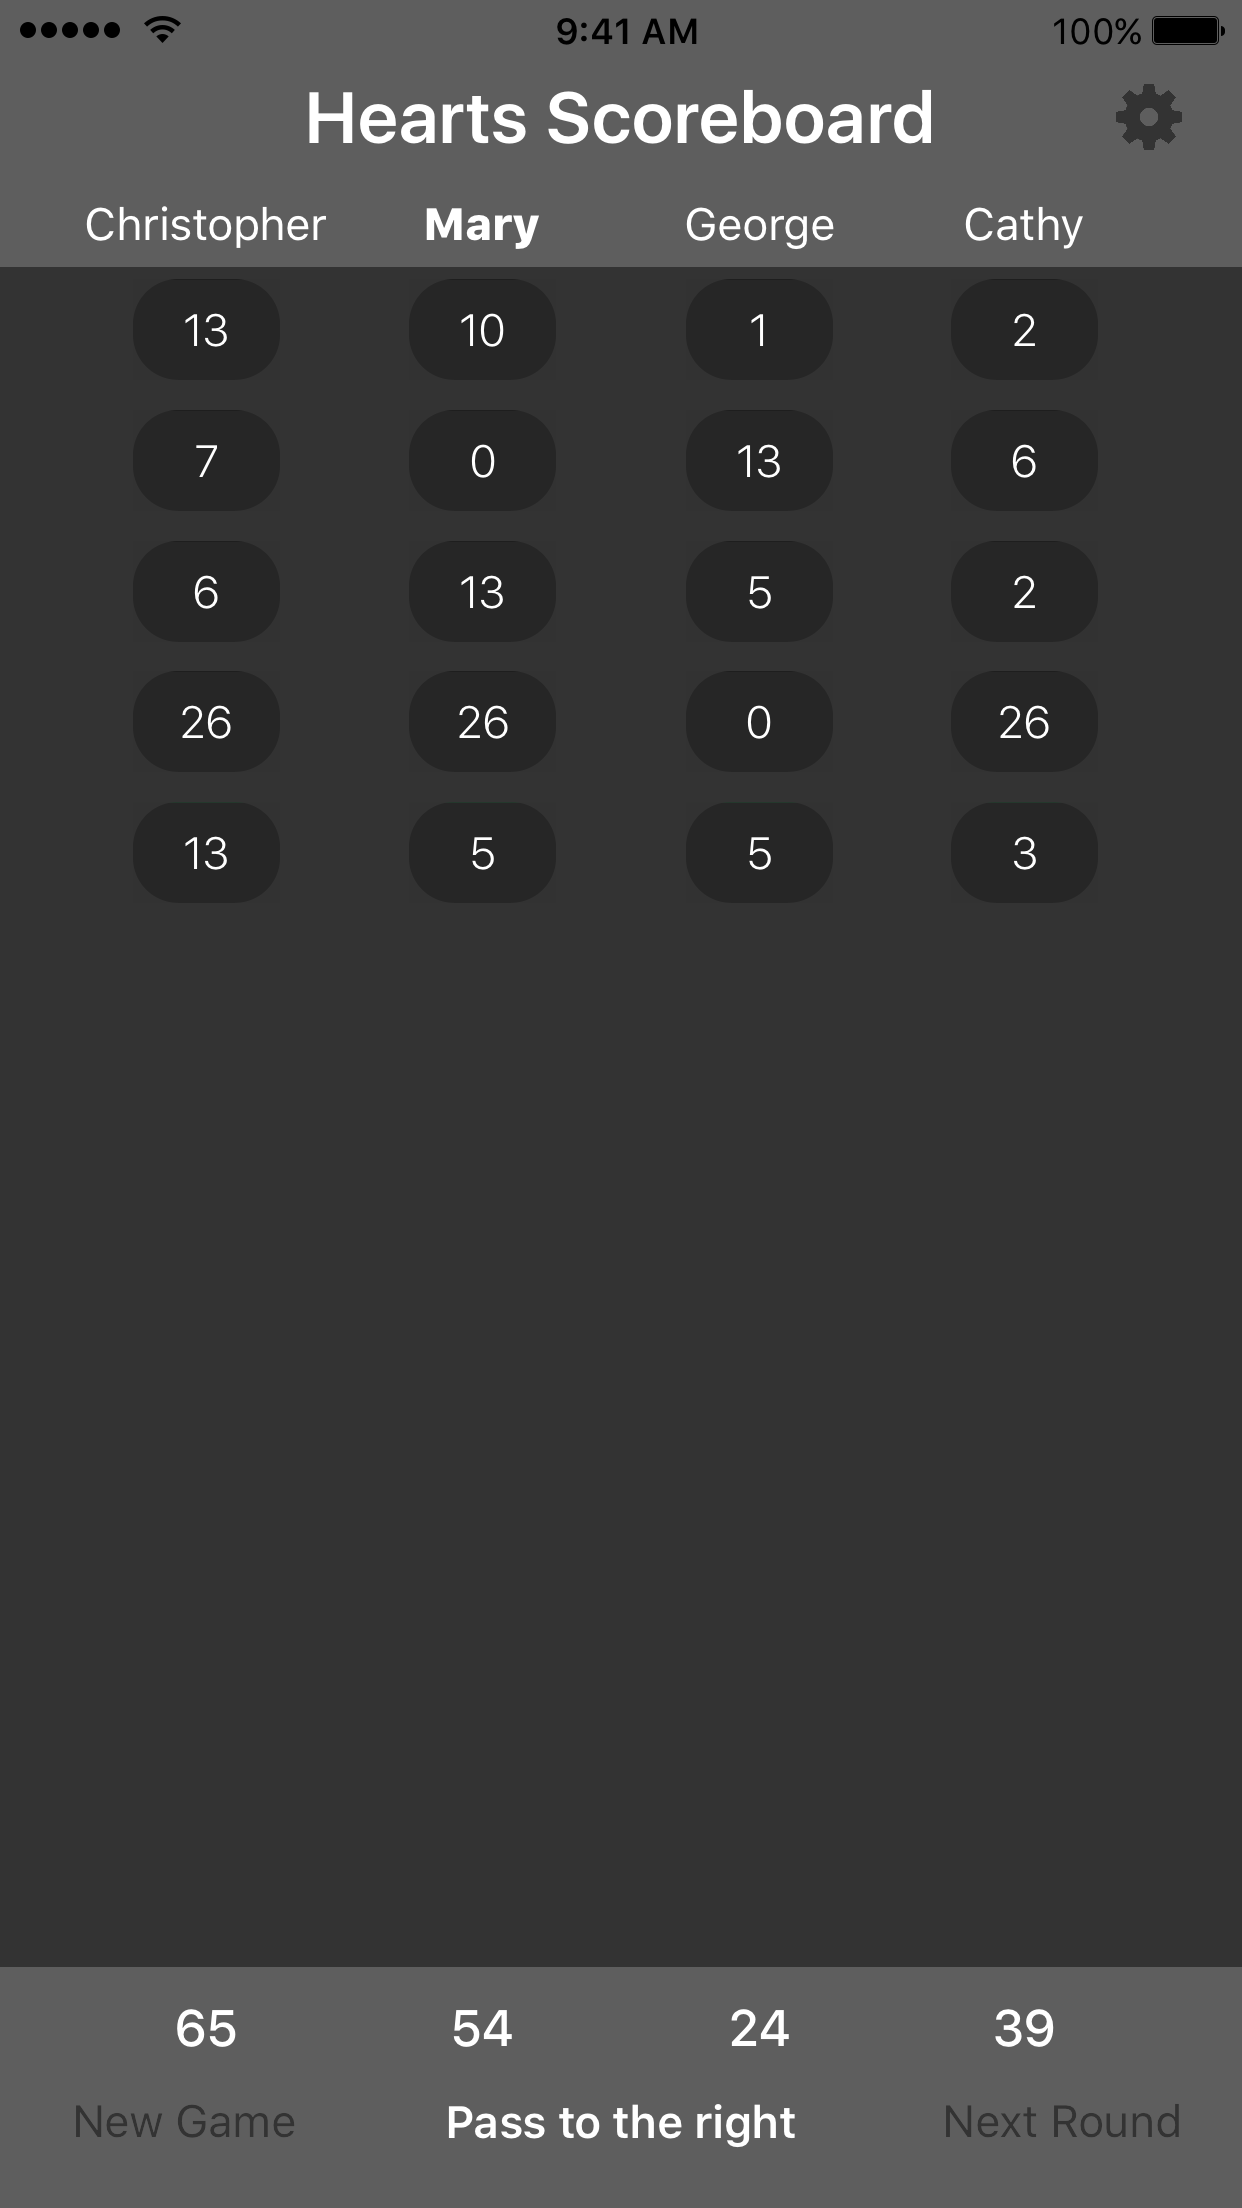 9:41 AM 100%
Hearts Scoreboard
Christopher Mary George Cathy
13 10 1 2
7 0 13 6
6 13 5 2
26 26 0 26
13 5 5 3
65 54 24 39
New Game Pass to the right Next Round